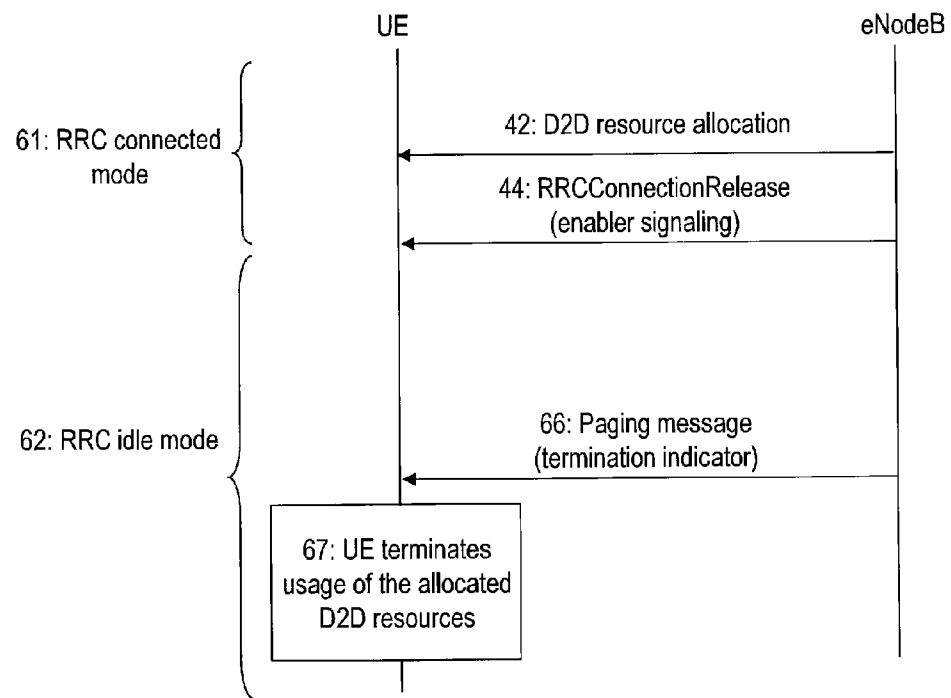 UE
eNodeB
61: RRC connected
mode
42: D2D resource allocation
44: RRCConnectionRelease
(enabler signaling)
62: RRC idle mode
66: Paging message
(termination indicator)
67: UE terminates
usage of the allocated
D2D resources